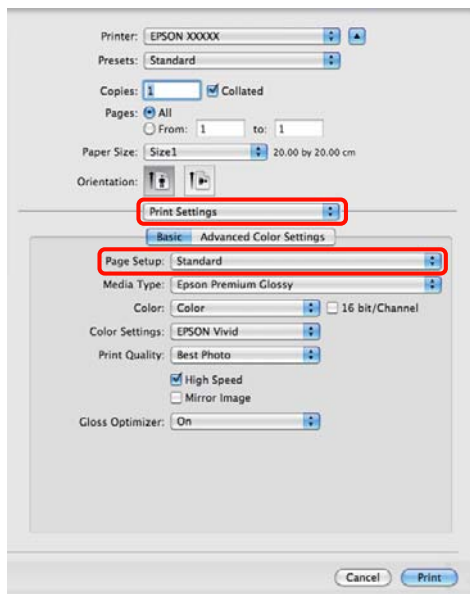 Printer: EPSON XXXXX
Presets: Standard
Copies: 1 Collated
Pages: All
From: 1 to: 1
Paper Size: Size1 20.00 by 20.00 cm
Orientation:
Print Settings
Basic Advanced Color Settings
Page Setup: Standard
Media Type: Epson Premium Glossy
Color: Color 16 bit/Channel
Color Settings: EPSON Vivid
Print Quality: Best Photo
High Speed
Mirror Image
Gloss Optimizer: On
Cancel Print